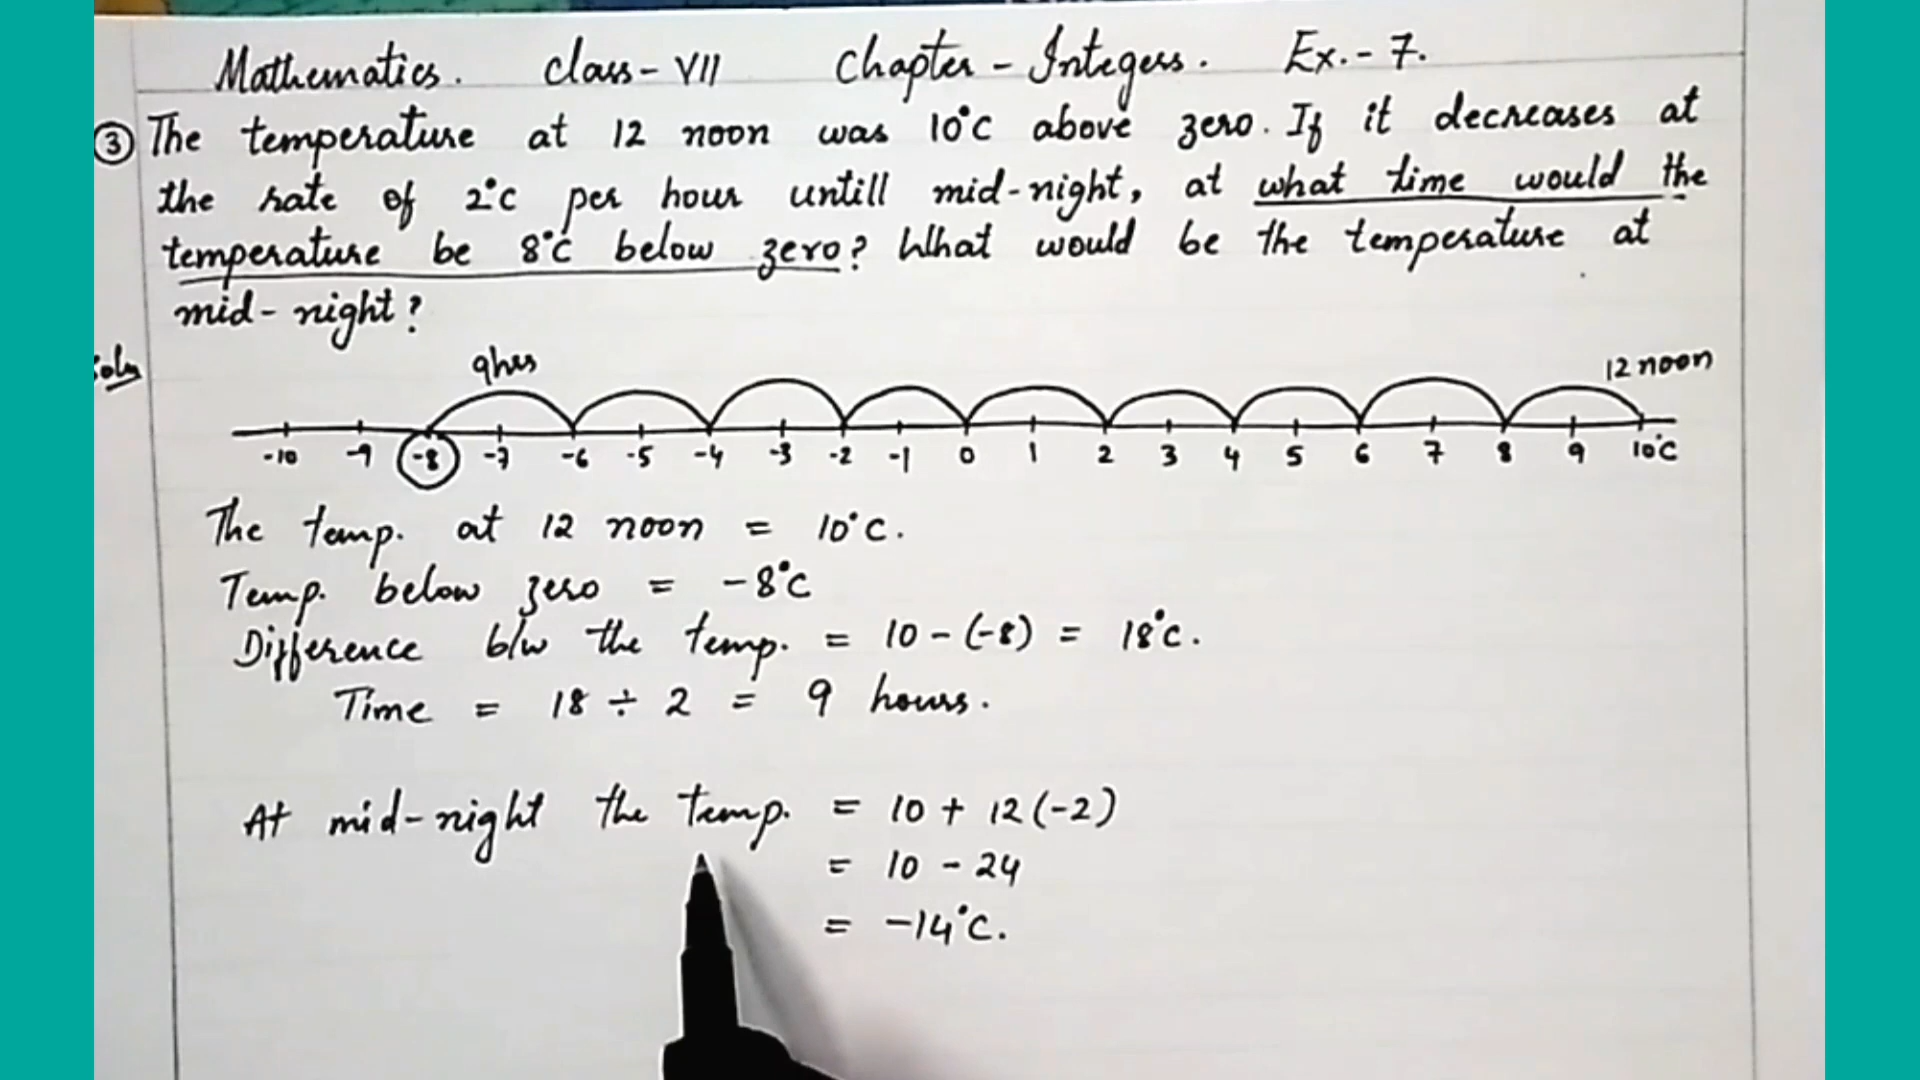 Mathematics. Class-VII Chapter - Integers. Ex.-7.
③ The temperature at 12 noon was 10°C above zero. If it decreases at
the rate of 2°C per hour untill mid-night, at what time would the
temperature be 8°C below zero? What would be the temperature at
mid-night?
Soln
9hrs 12 noon
-10 -9 -8 -7 -6 -5 -4 -3 -2 -1 0 1 2 3 4 5 6 7 8 9 10°C
The temp. at 12 noon = 10°C.
Temp. below zero = -8°C
Difference b/w the temp. = 10-(-8) = 18°C.
Time = 18 ÷ 2 = 9 hours.
At mid-night the temp. = 10 + 12(-2)
= 10 - 24
= -14°C.